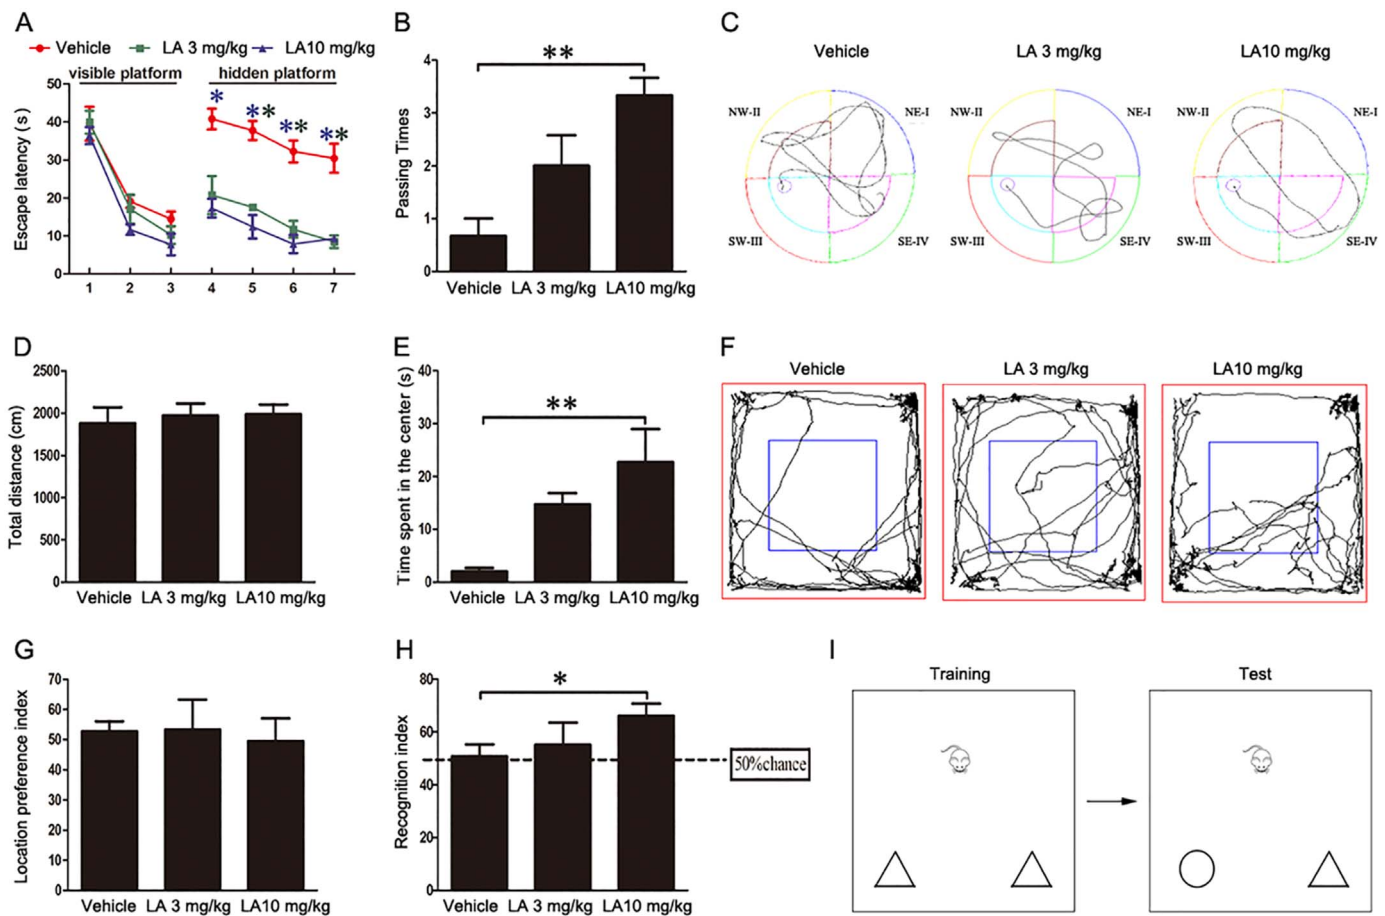 A
Vehicle LA 3 mg/kg LA10 mg/kg
visible platform hidden platform
Escape latency (s)
50
40
30
20
10
0
* ** ** **
1 2 3 4 5 6 7
B
**
Passing Times
4
3
2
1
0
Vehicle LA 3 mg/kg LA10 mg/kg
C
Vehicle LA 3 mg/kg LA10 mg/kg
NW-II NE-I NW-II NE-I NW-II NE-I
SW-III SE-IV SW-III SE-IV SW-III SE-IV
D
Total distance (cm)
2500
2000
1500
1000
500
0
Vehicle LA 3 mg/kg LA10 mg/kg
E
**
Time spent in the center (s)
40
30
20
10
0
Vehicle LA 3 mg/kg LA10 mg/kg
F
Vehicle LA 3 mg/kg LA10 mg/kg
G
Location preference index
70
60
50
40
30
20
10
0
Vehicle LA 3 mg/kg LA10 mg/kg
H
*
Recognition index
80
60
40
20
0
50%chance
Vehicle LA 3 mg/kg LA10 mg/kg
I
Training Test